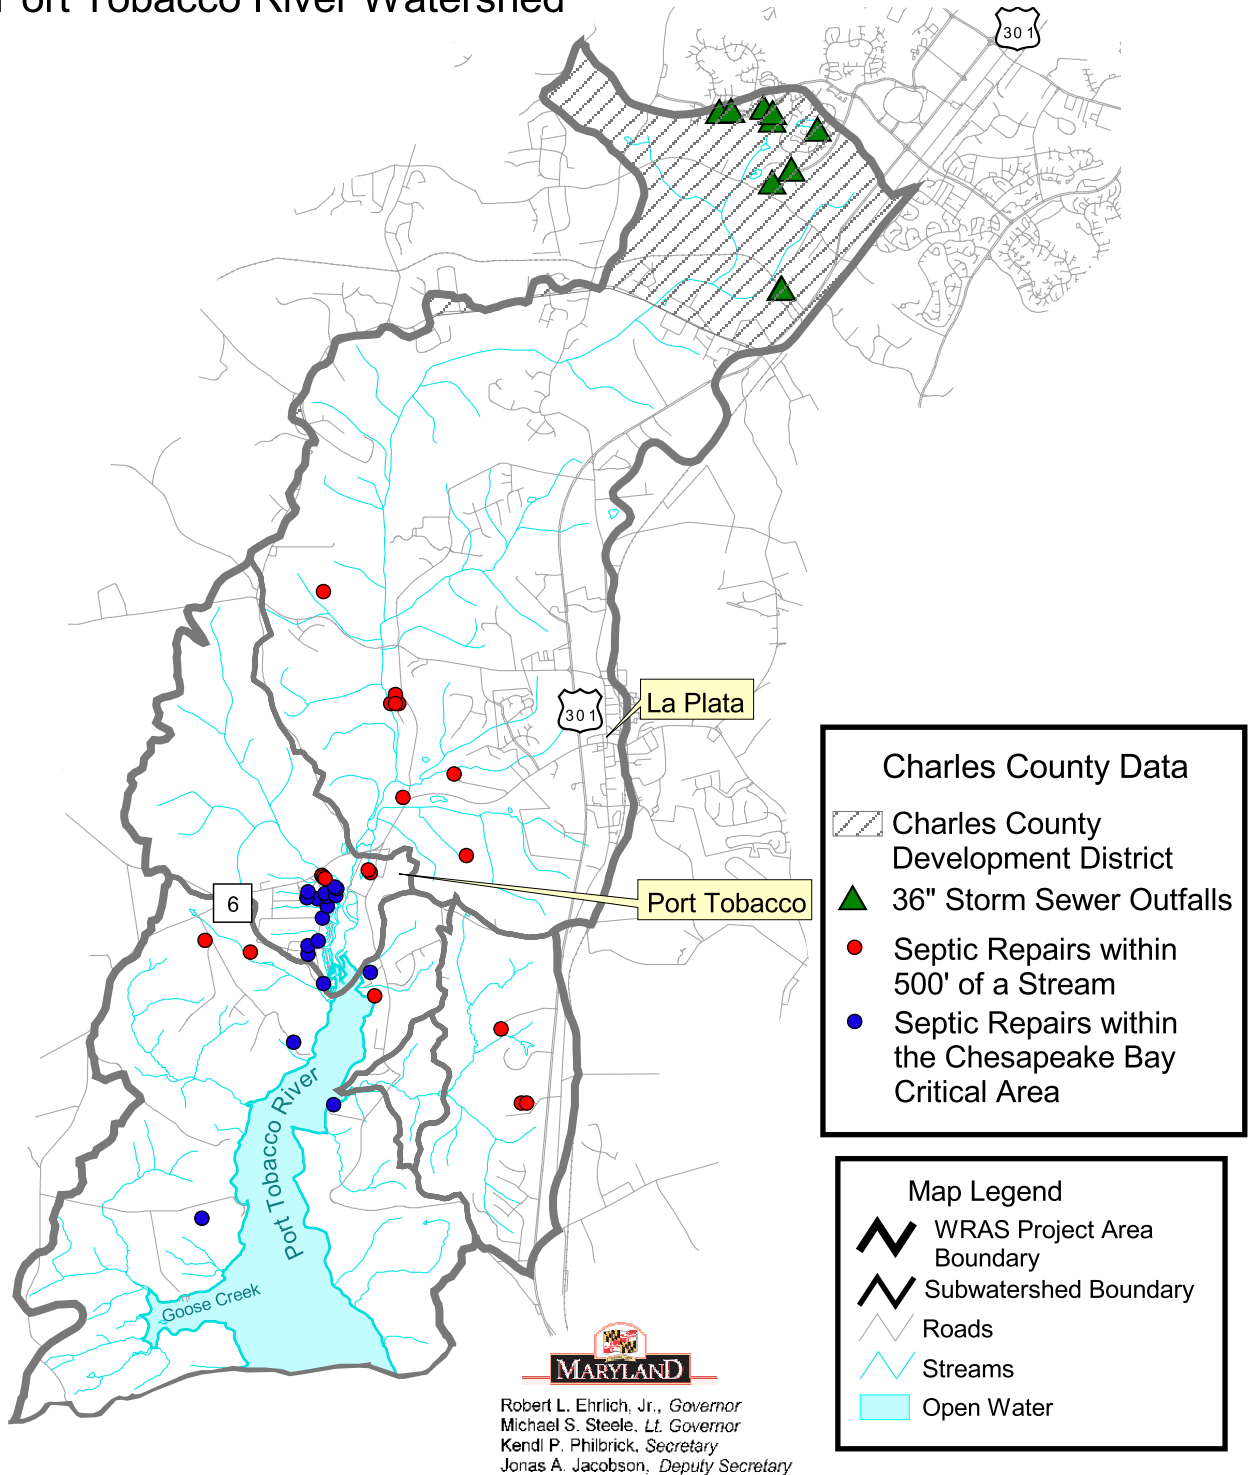 Port Tobacco River Watershed
301
La Plata
301
Port Tobacco
6
Port Tobacco River
Goose Creek
Charles County Data
Charles County
Development District
36" Storm Sewer Outfalls
Septic Repairs within
500' of a Stream
Septic Repairs within
the Chesapeake Bay
Critical Area
Map Legend
WRAS Project Area
Boundary
Subwatershed Boundary
Roads
Streams
Open Water
MARYLAND
Robert L. Ehrlich, Jr., Governor
Michael S. Steele, Lt. Governor
Kendl P. Philbrick, Secretary
Jonas A. Jacobson, Deputy Secretary